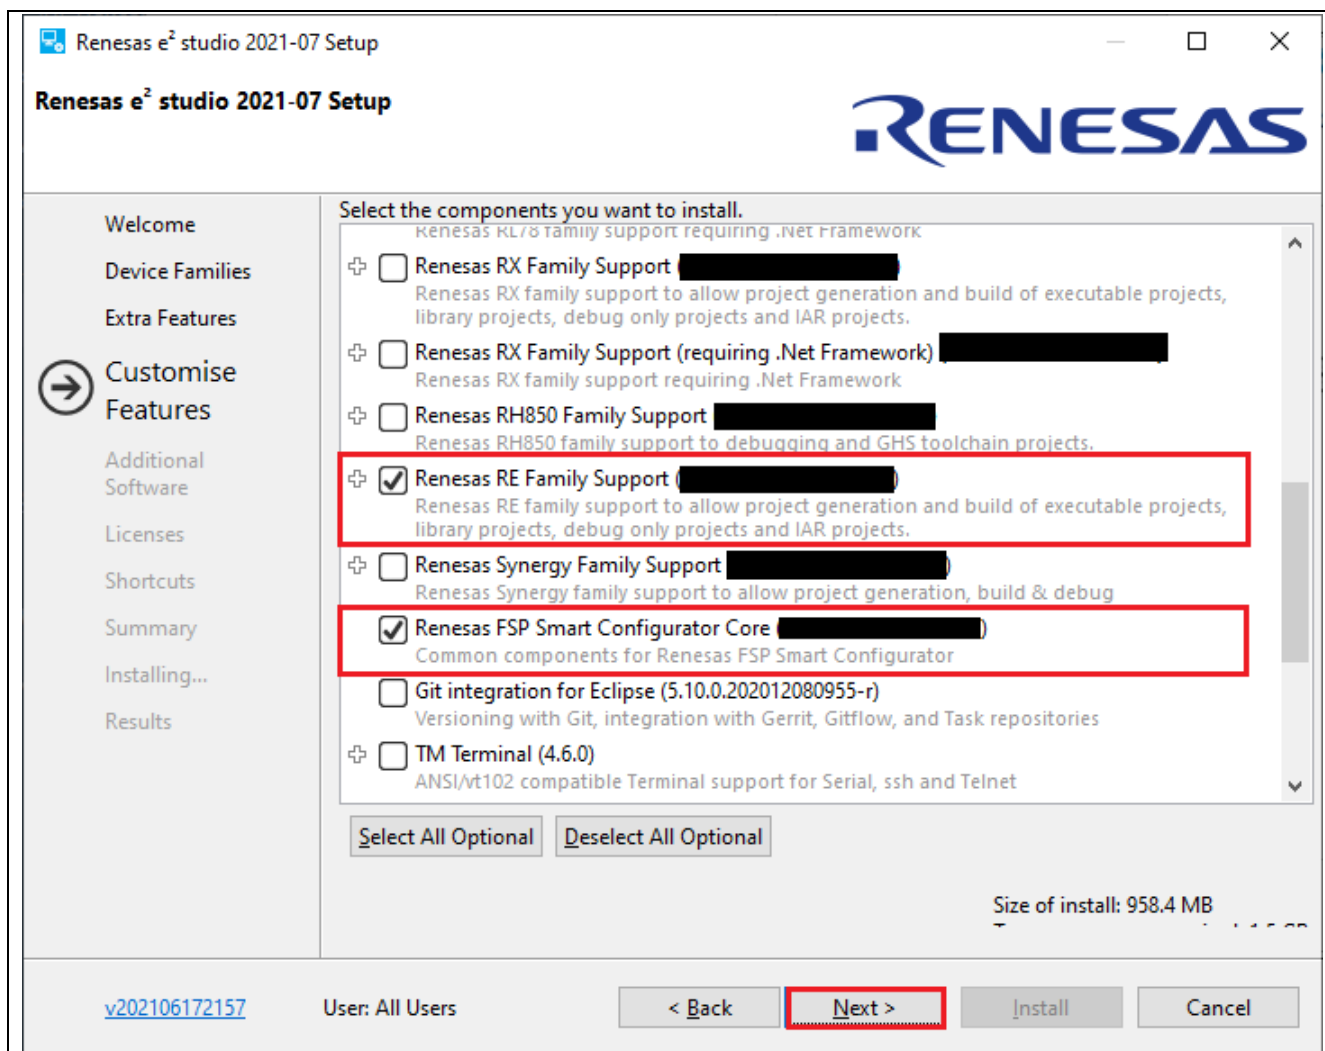 Renesas e² studio 2021-07 Setup
Renesas e² studio 2021-07 Setup
RENESAS
Welcome
Device Families
Extra Features
Customise
Features
Additional
Software
Licenses
Shortcuts
Summary
Installing...
Results
Select the components you want to install.
Renesas RL78 family support requiring .Net Framework
Renesas RX Family Support (
Renesas RX family support to allow project generation and build of executable projects,
library projects, debug only projects and IAR projects.
Renesas RX Family Support (requiring .Net Framework)
Renesas RX family support requiring .Net Framework
Renesas RH850 Family Support
Renesas RH850 family support to debugging and GHS toolchain projects.
Renesas RE Family Support ( )
Renesas RE family support to allow project generation and build of executable projects,
library projects, debug only projects and IAR projects.
Renesas Synergy Family Support )
Renesas Synergy family support to allow project generation, build & debug
Renesas FSP Smart Configurator Core ( )
Common components for Renesas FSP Smart Configurator
Git integration for Eclipse (5.10.0.202012080955-r)
Versioning with Git, integration with Gerrit, Gitflow, and Task repositories
TM Terminal (4.6.0)
ANSI/vt102 compatible Terminal support for Serial, ssh and Telnet
Select All Optional
Deselect All Optional
Size of install: 958.4 MB
v202106172157
User: All Users
< Back
Next >
Install
Cancel